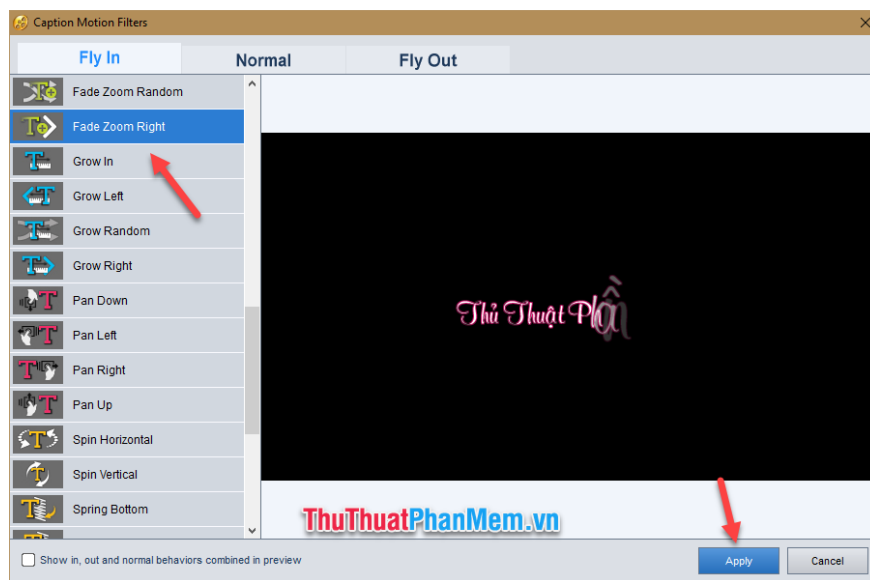 Caption Motion Filters
Fly In
Normal
Fly Out
Fade Zoom Random
Fade Zoom Right
Grow In
Grow Left
Grow Random
Grow Right
Pan Down
Pan Left
Pan Right
Pan Up
Spin Horizontal
Spin Vertical
Spring Bottom
Thủ Thuật Phần
ThuThuatPhanMem.vn
Show in, out and normal behaviors combined in preview
Apply
Cancel